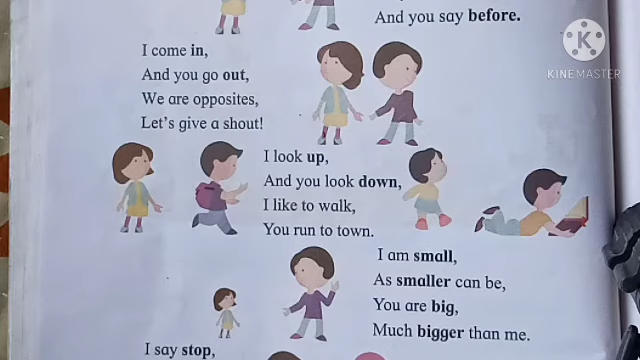 And you say before.
KINEMASTER
I come in,
And you go out,
We are opposites,
Let's give a shout!
I look up,
And you look down,
I like to walk,
You run to town.
I am small,
As smaller can be,
You are big,
Much bigger than me.
I say stop,